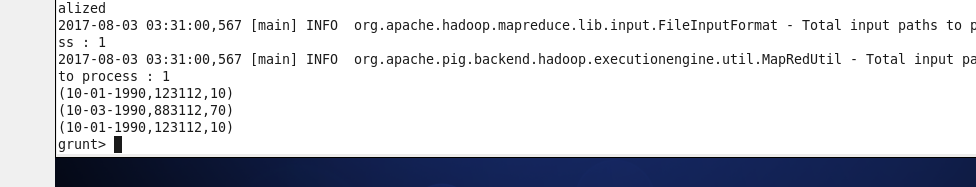 alized
2017-08-03 03:31:00,567 [main] INFO  org.apache.hadoop.mapreduce.lib.input.FileInputFormat - Total input paths to p
ss : 1
2017-08-03 03:31:00,567 [main] INFO  org.apache.pig.backend.hadoop.executionengine.util.MapRedUtil - Total input pa
to process : 1
(10-01-1990,123112,10)
(10-03-1990,883112,70)
(10-01-1990,123112,10)
grunt>